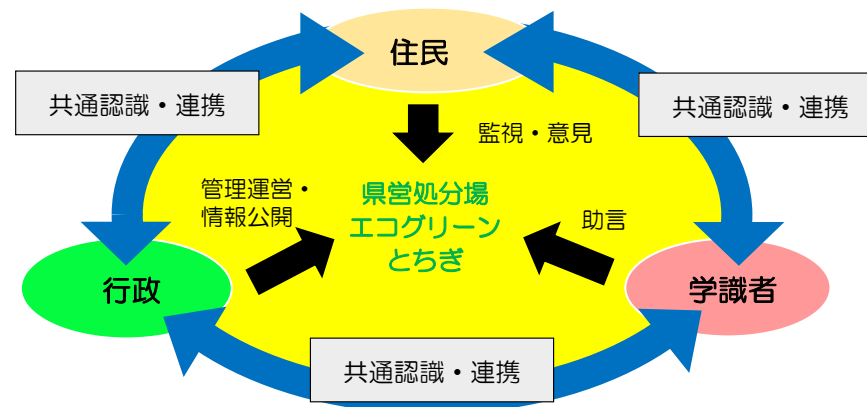 住民
共通認識・連携
共通認識・連携
監視・意見
管理運営・
情報公開
県営処分場
エコグリーン
とちぎ
助言
行政
学識者
共通認識・連携